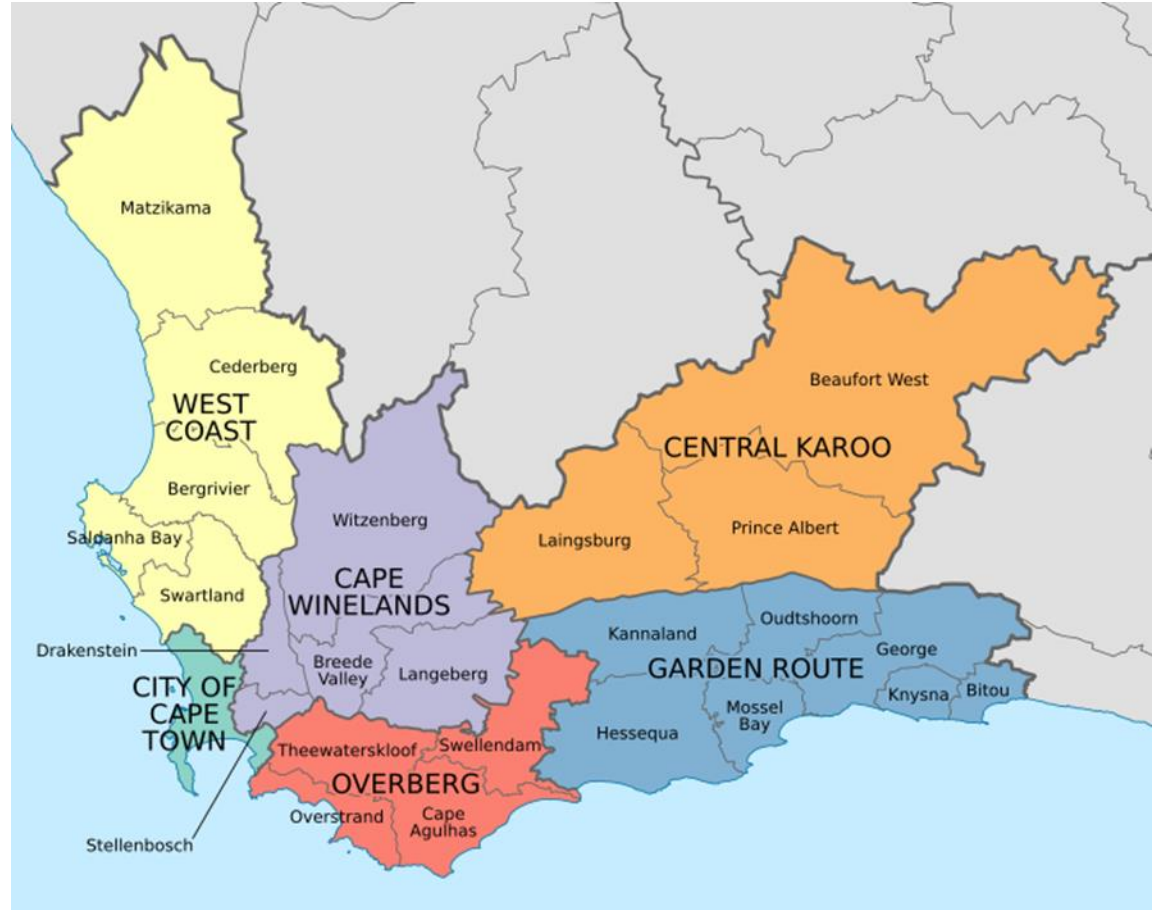 Matzikama
Cederberg
WEST
COAST
Bergrivier
Saldanha Bay
Swartland
Beaufort West
CENTRAL KAROO
Prince Albert
Laingsburg
Witzenberg
CAPE
WINELANDS
Drakenstein
Breede
Valley
Langeberg
Stellenbosch
CITY OF
CAPE
TOWN
Kannaland
Oudtshoorn
George
GARDEN ROUTE
Knysna
Bitou
Mossel
Bay
Hessequa
Theewaterskloof
Swellendam
OVERBERG
Overstrand
Cape
Agulhas